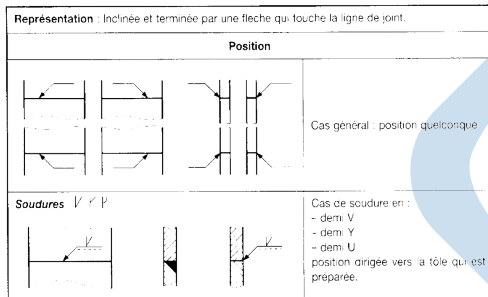 Représentation : Inclinée et terminée par une fleche qui touche la ligne de joint.
Position
Cas général : position quelconque
Soudures
Cas de soudure en :
- demi V
- demi Y
- demi U
position dirigée vers la tôle qui est
préparée.